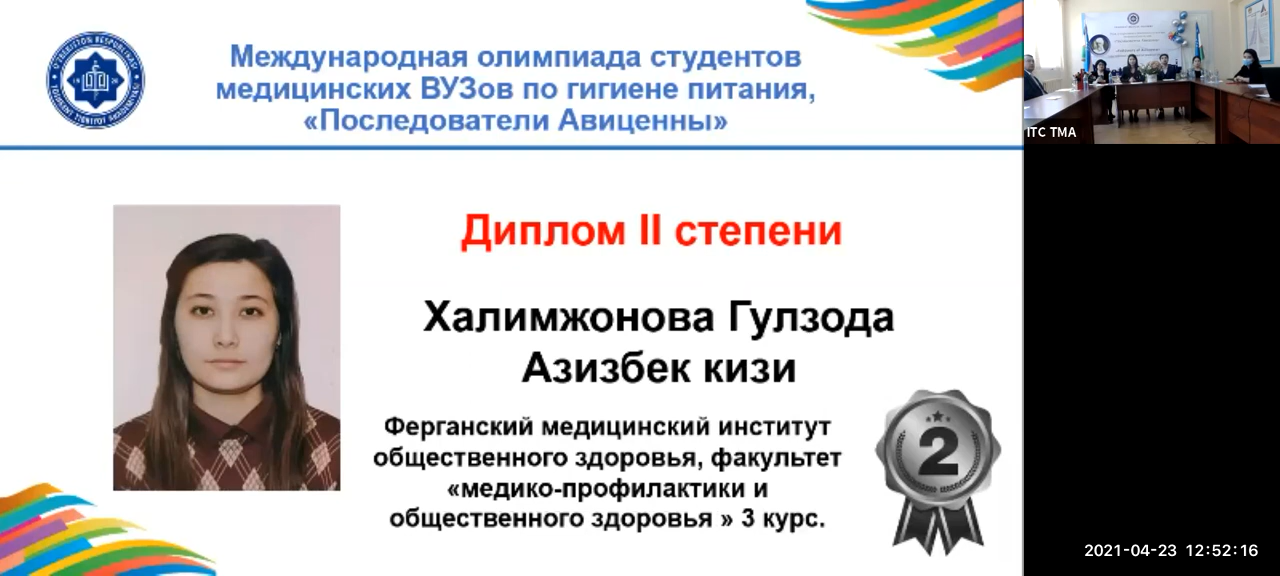 Международная олимпиада студентов
медицинских ВУЗов по гигиене питания,
«Последователи Авиценны»
Диплом II степени
Халимжонова Гулзода
Азизбек кизи
Ферганский медицинский институт
общественного здоровья, факультет
«медико-профилактики и
общественного здоровья » 3 курс.
2
ITC TMA
2021-04-23 12:52:16